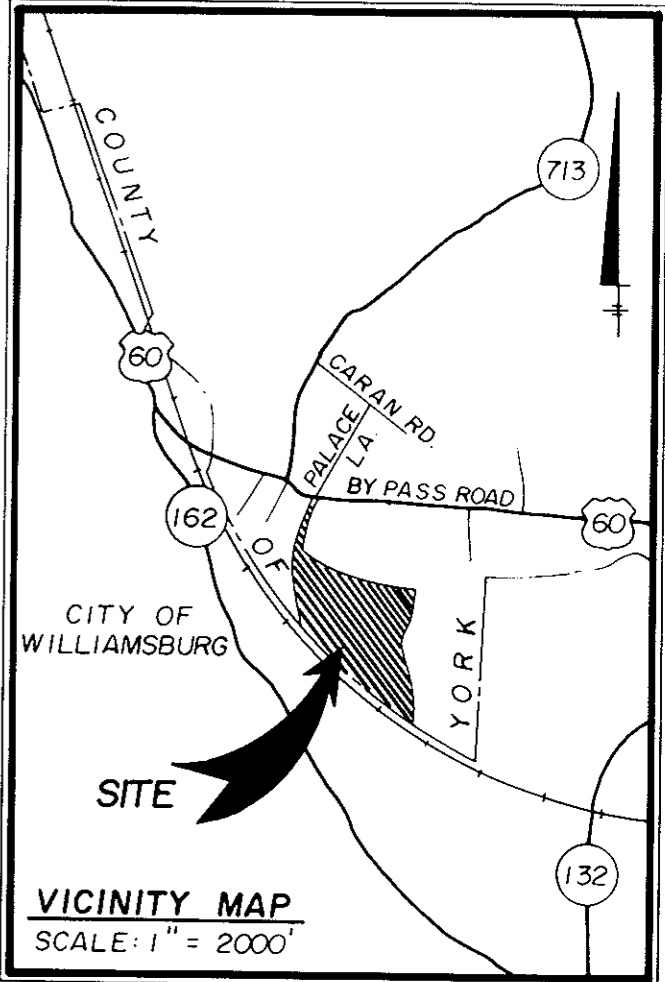 COUNTY
713
60
CARAN RD.
PALACE
LA.
BY PASS ROAD
60
162
OF
CITY OF
WILLIAMSBURG
YORK
SITE
132
VICINITY MAP
SCALE: 1" = 2000'